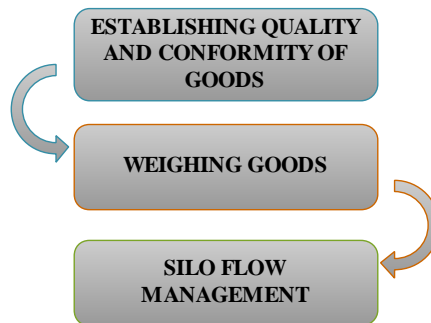 ESTABLISHING QUALITY
AND CONFORMITY OF
GOODS
WEIGHING GOODS
SILO FLOW
MANAGEMENT